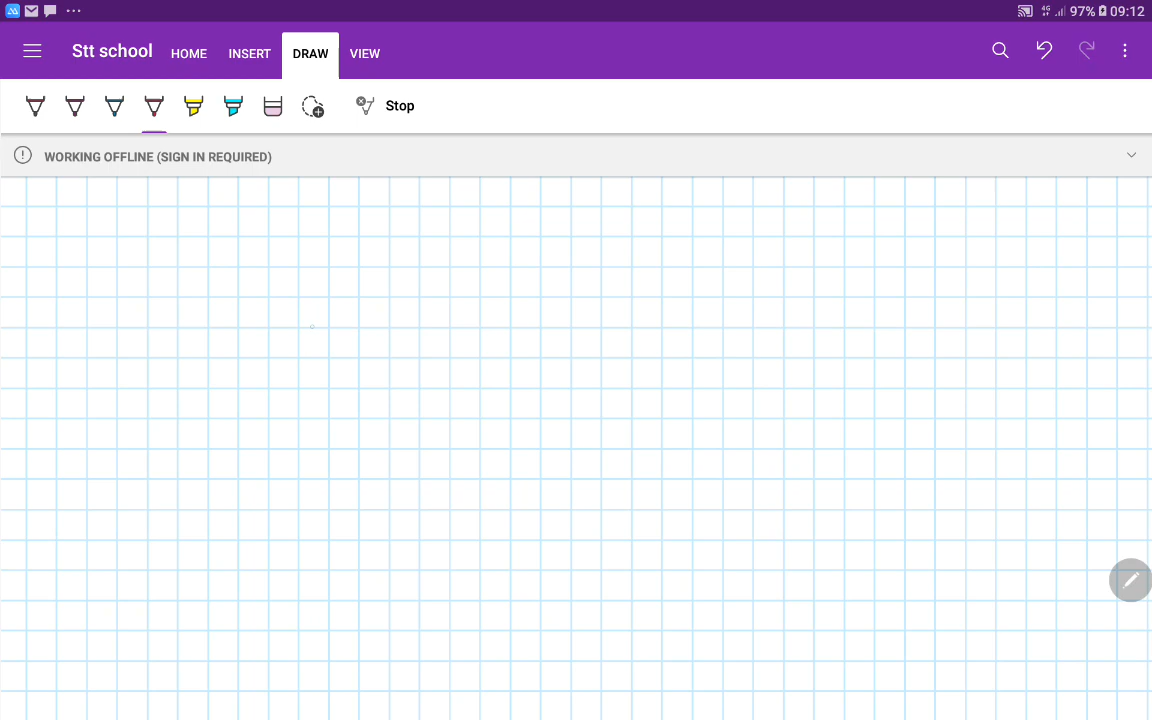 97% 09:12
Stt school HOME INSERT DRAW VIEW
Stop
WORKING OFFLINE (SIGN IN REQUIRED)